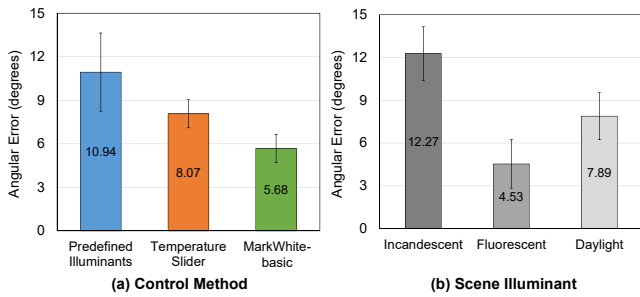 15
12
9
6
3
0
Angular Error (degrees)
10.94
8.07
5.68
Predefined Illuminants
Temperature Slider
MarkWhite-basic
(a) Control Method
15
12
9
6
3
0
Angular Error (degrees)
12.27
4.53
7.89
Incandescent
Fluorescent
Daylight
(b) Scene Illuminant